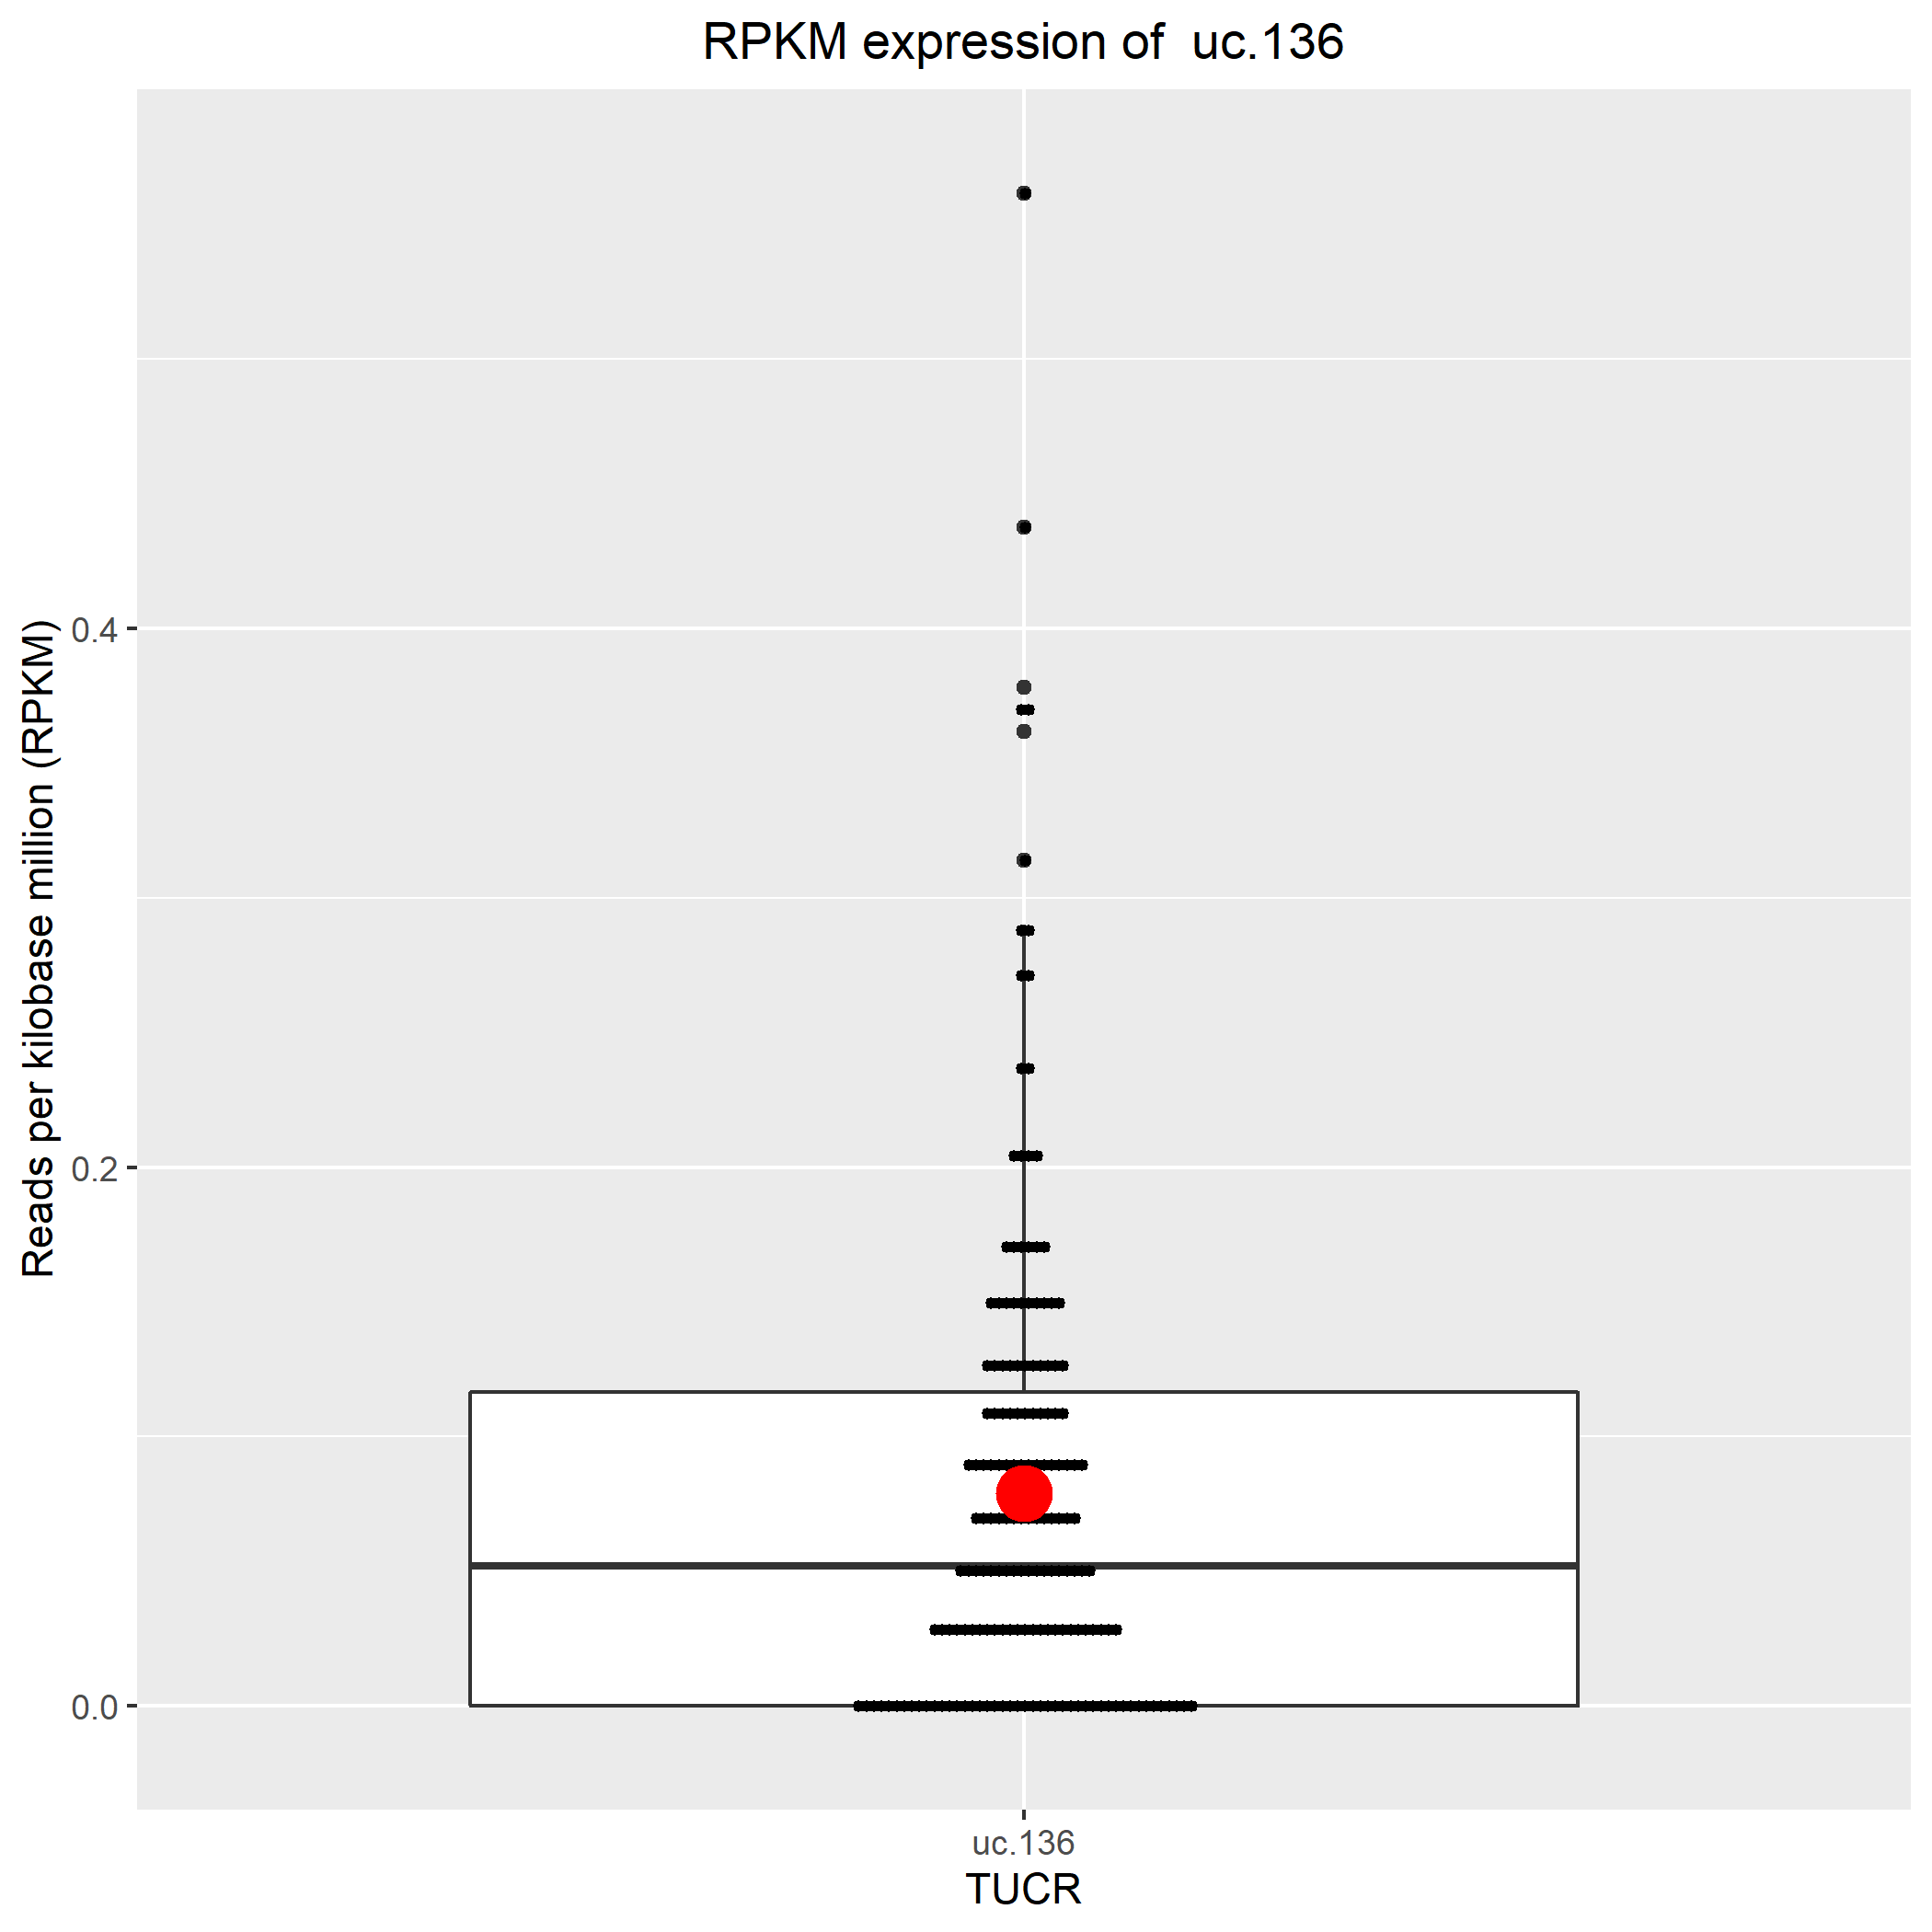 RPKM expression of  uc.136
Reads per kilobase million (RPKM)
0.4
0.2
0.0
uc.136
TUCR